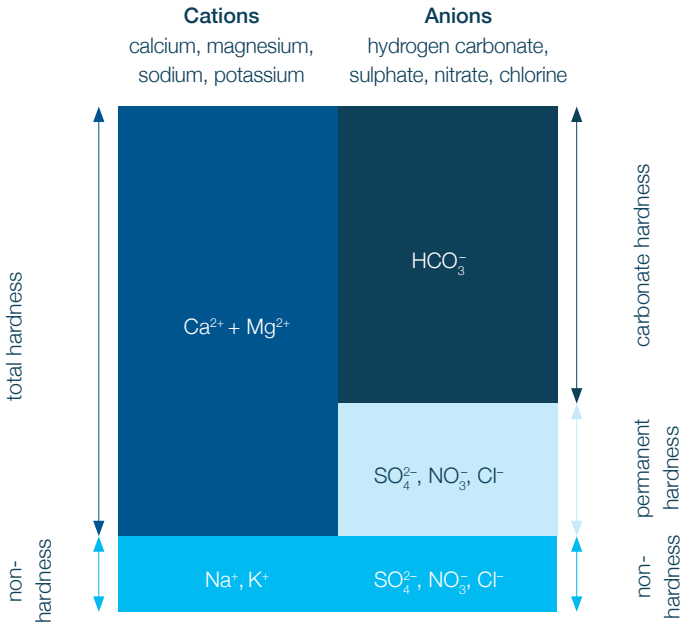 Cations
calcium, magnesium,
sodium, potassium
Anions
hydrogen carbonate,
sulphate, nitrate, chlorine
total hardness
non-
hardness
Ca²⁺ + Mg²⁺
Na⁺, K⁺
HCO₃⁻
SO₄²⁻, NO₃⁻, Cl⁻
SO₄²⁻, NO₃⁻, Cl⁻
carbonate hardness
permanent
hardness
non-
hardness